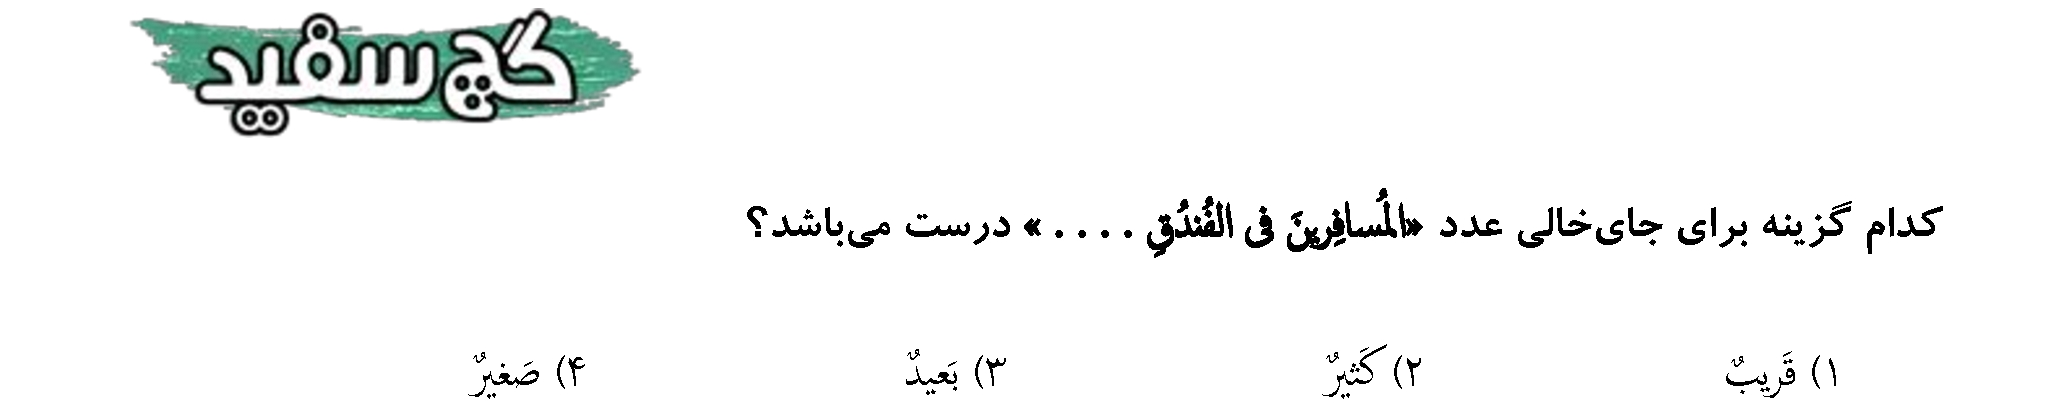 گچ سفید
کدام گزینه برای جای‌خالی عدد «المُسافِرینَ فی الفُندُقِ . . . . » درست می‌باشد؟
۱) قَریبٌ ۲) کَثیرٌ ۳) بَعیدٌ ۴) صَغیرٌ